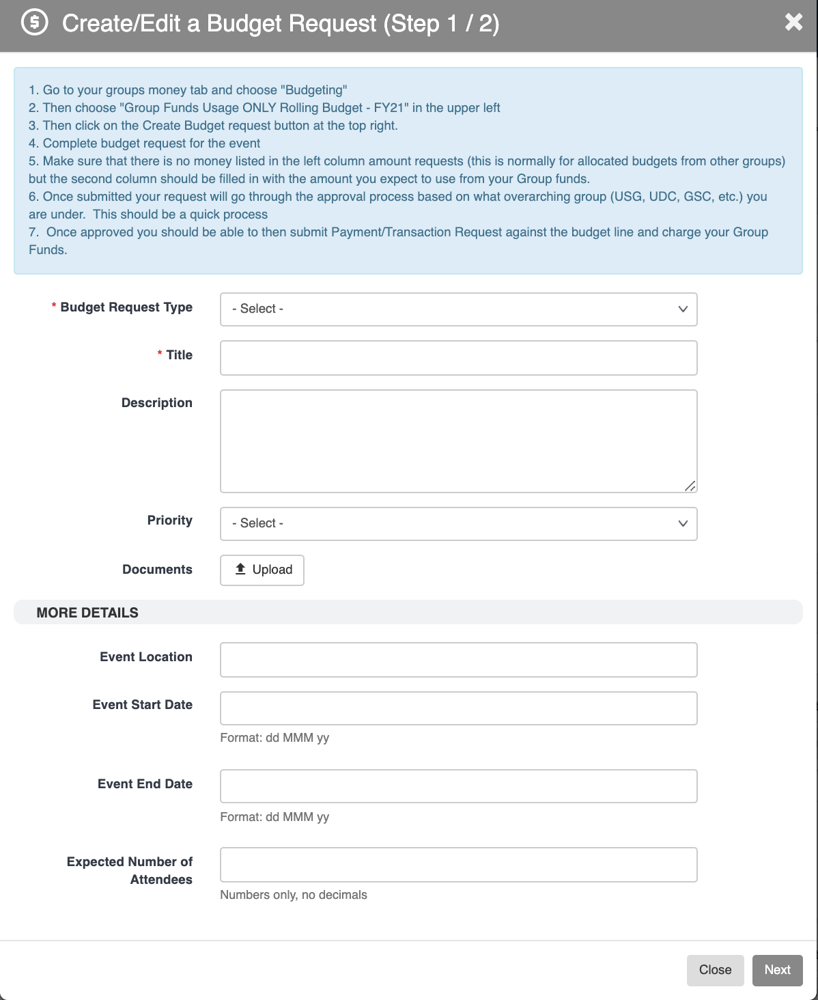 Create/Edit a Budget Request (Step 1 / 2)
1. Go to your groups money tab and choose "Budgeting"
2. Then choose "Group Funds Usage ONLY Rolling Budget - FY21" in the upper left
3. Then click on the Create Budget request button at the top right.
4. Complete budget request for the event
5. Make sure that there is no money listed in the left column amount requests (this is normally for allocated budgets from other groups)
but the second column should be filled in with the amount you expect to use from your Group funds.
6. Once submitted your request will go through the approval process based on what overarching group (USG, UDC, GSC, etc.) you
are under.  This should be a quick process
7.  Once approved you should be able to then submit Payment/Transaction Request against the budget line and charge your Group
Funds.
* Budget Request Type
- Select -
* Title
Description
Priority
- Select -
Documents
Upload
MORE DETAILS
Event Location
Event Start Date
Format: dd MMM yy
Event End Date
Format: dd MMM yy
Expected Number of
Attendees
Numbers only, no decimals
Close
Next